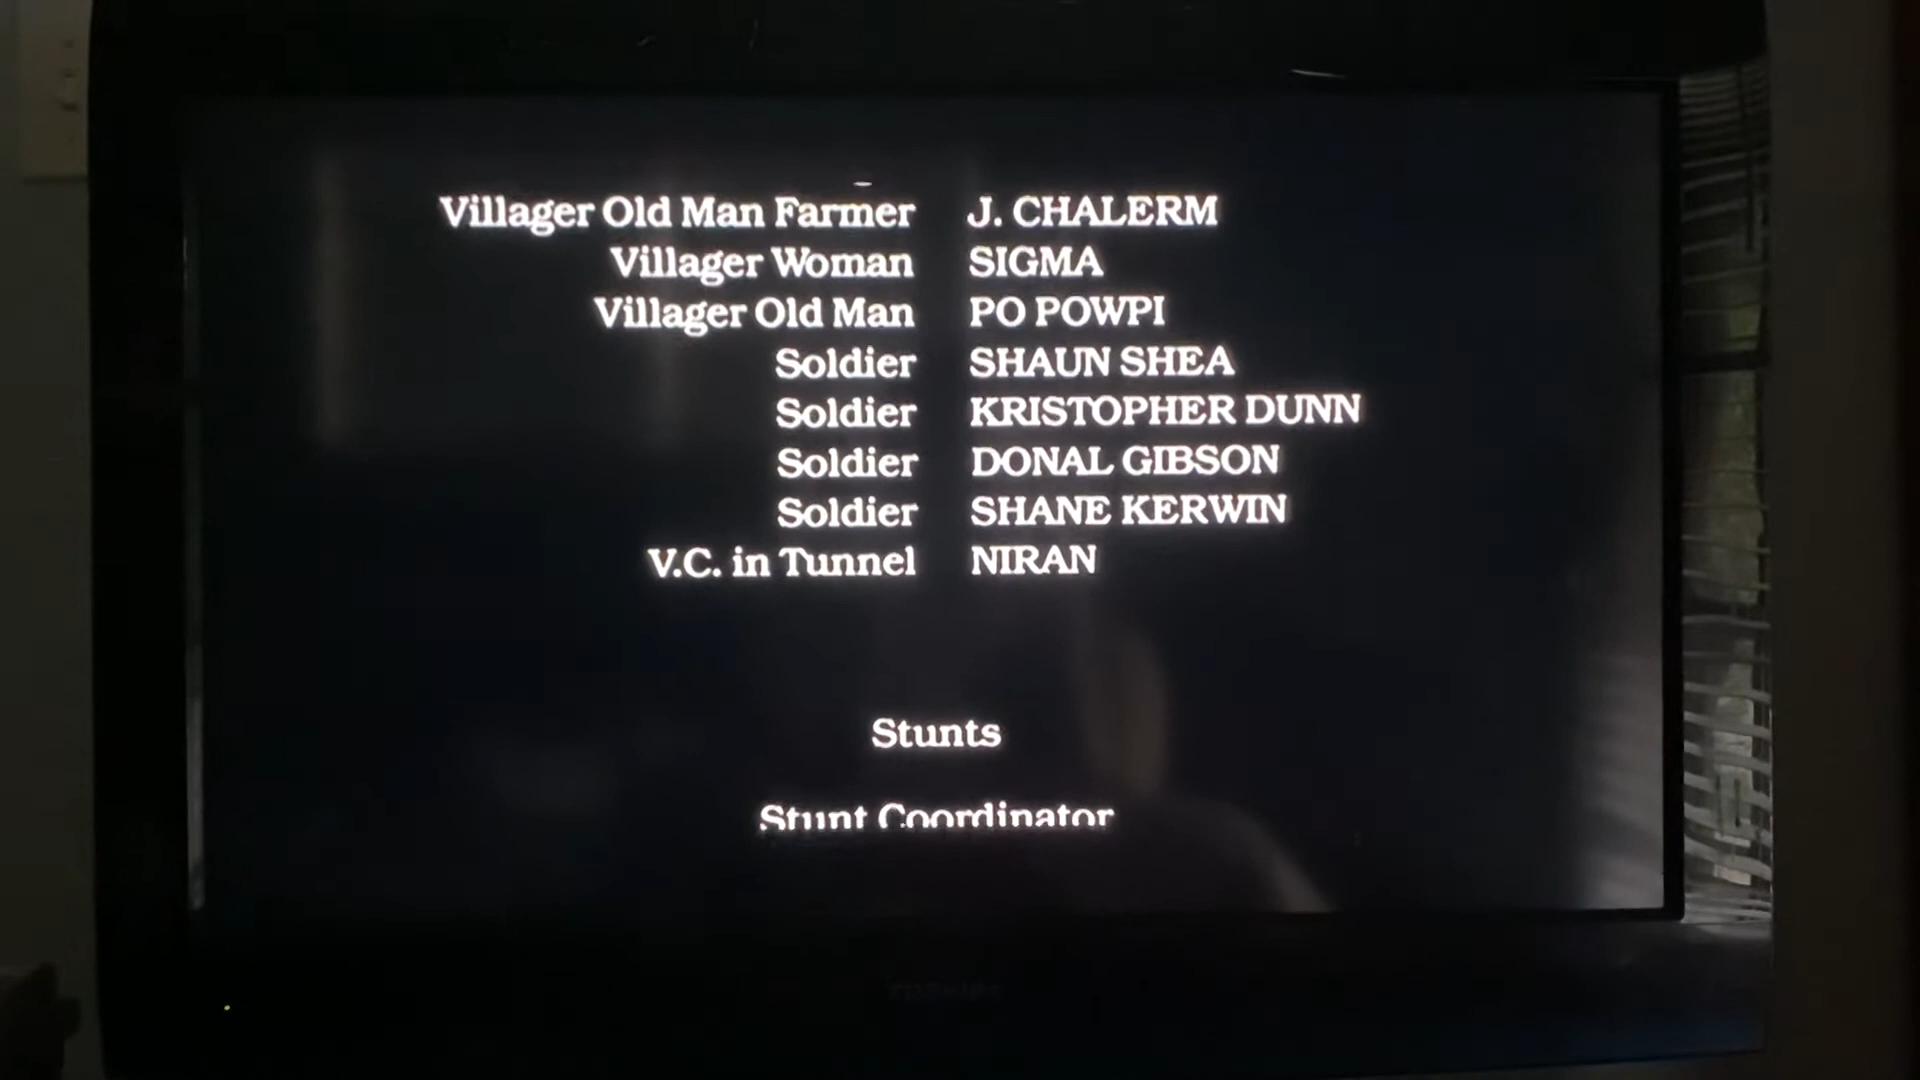 Villager Old Man Farmer J. CHALERM
Villager Woman SIGMA
Villager Old Man PO POWPI
Soldier SHAUN SHEA
Soldier KRISTOPHER DUNN
Soldier DONAL GIBSON
Soldier SHANE KERWIN
V.C. in Tunnel NIRAN
Stunts
Stunt Coordinator
TOSHIBA